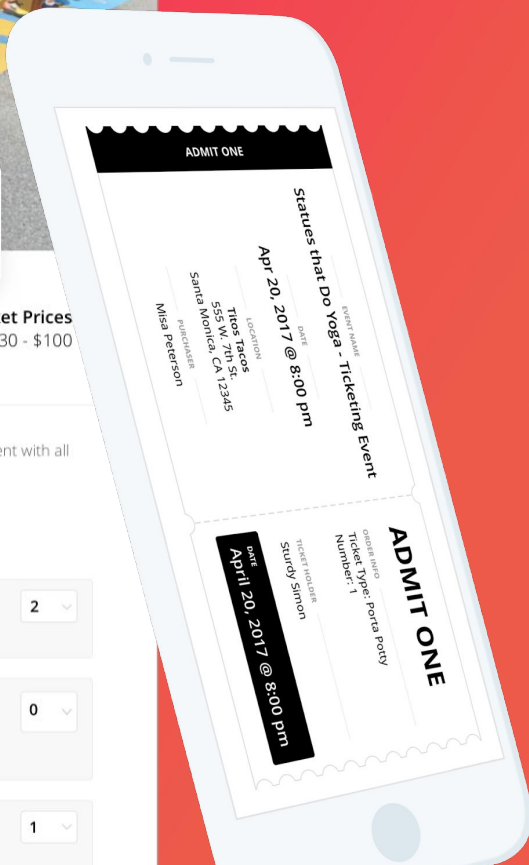 et Prices
30 - $100
ent with all
2
0
1
ADMIT ONE
EVENT NAME
Statues that Do Yoga - Ticketing Event
DATE
Apr 20, 2017 @ 8:00 pm
LOCATION
Titos Tacos
555 W. 7th St.
Santa Monica, CA 12345
PURCHASER
Misa Peterson
ADMIT ONE
ORDER INFO
Ticket Type: Porta Potty
Number: 1
TICKET HOLDER
Sturdy Simon
DATE
April 20, 2017 @ 8:00 pm